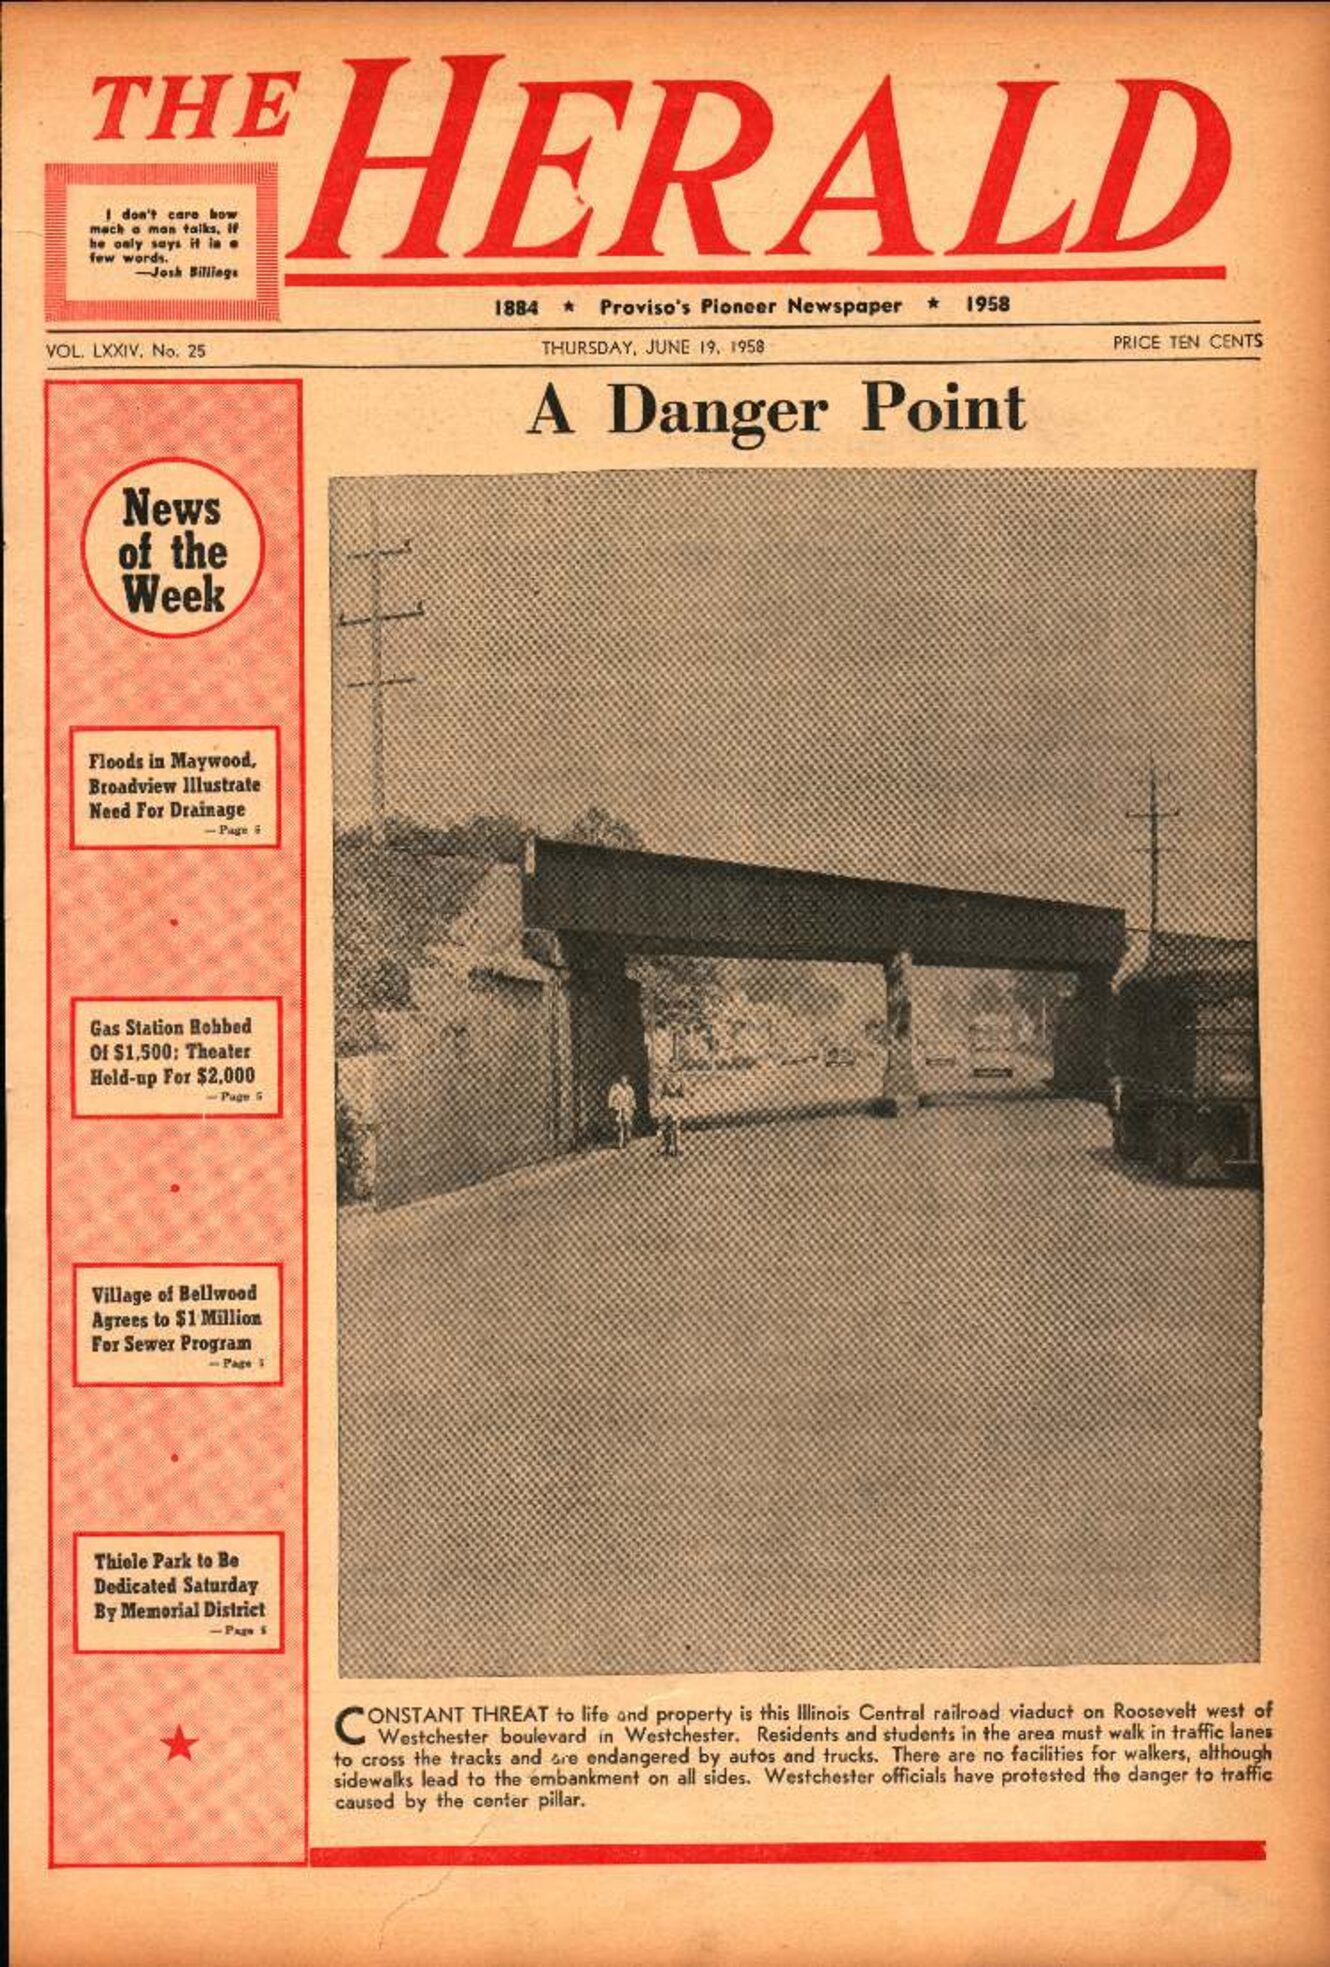 THE HERALD
I don't care how
much a man talks, if
he only says it in a
few words.
—Josh Billings
1884 ★ Proviso's Pioneer Newspaper ★ 1958
VOL. LXXIV, No. 25
THURSDAY, JUNE 19, 1958
PRICE TEN CENTS
News
of the
Week
Floods in Maywood,
Broadview Illustrate
Need For Drainage
— Page
Gas Station Robbed
Of $1,500; Theater
Held-up For $2,000
— Page 5
Village of Bellwood
Agrees to $1 Million
For Sewer Program
— Page
Thiele Park to Be
Dedicated Saturday
By Memorial District
— Page
A Danger Point
CONSTANT THREAT to life and property is this Illinois Central railroad viaduct on Roosevelt west of
Westchester boulevard in Westchester. Residents and students in the area must walk in traffic lanes
to cross the tracks and are endangered by autos and trucks. There are no facilities for walkers, although
sidewalks lead to the embankment on all sides. Westchester officials have protested the danger to traffic
caused by the center pillar.